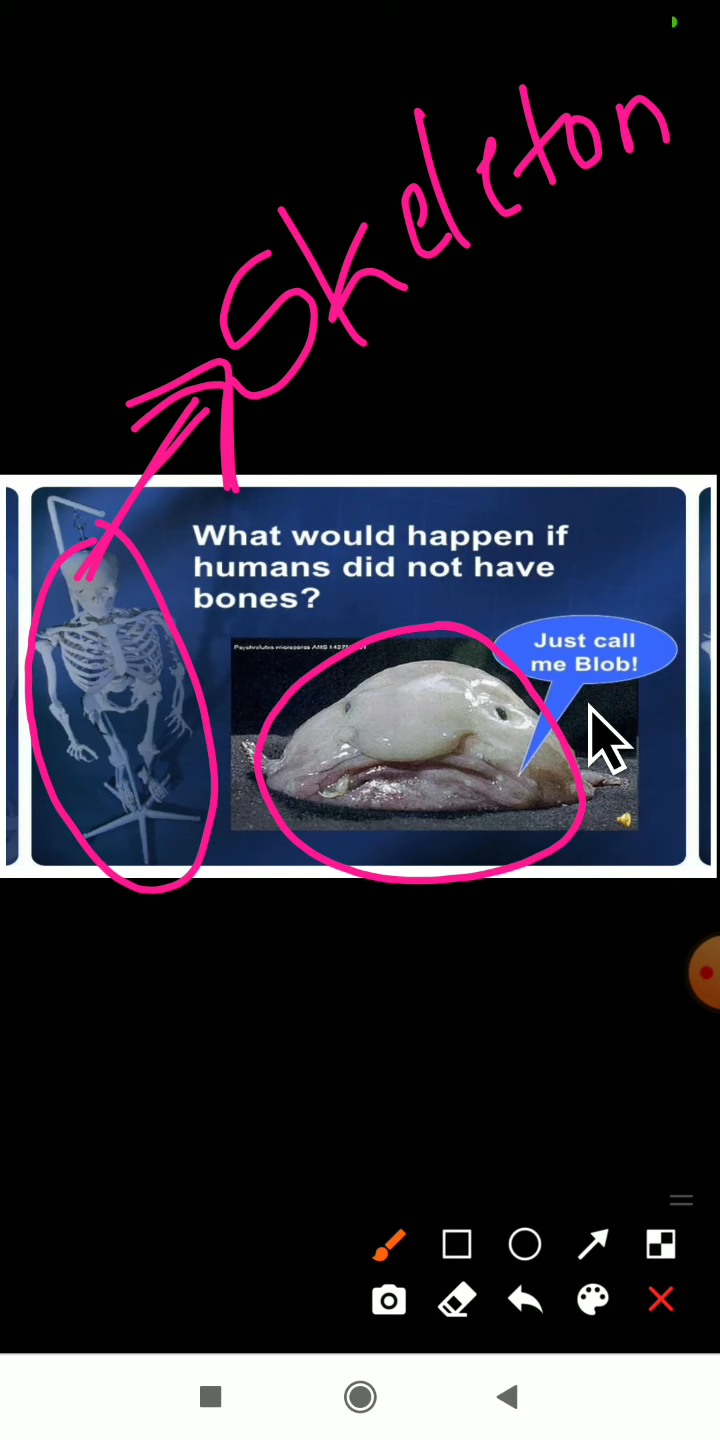 Skeleton
What would happen if
humans did not have
bones?
Just call
me Blob!